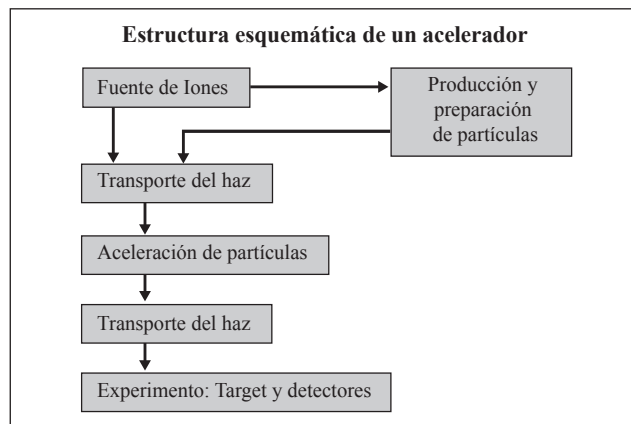 Estructura esquemática de un acelerador
Fuente de Iones
Producción y
preparación
de partículas
Transporte del haz
Aceleración de partículas
Transporte del haz
Experimento: Target y detectores